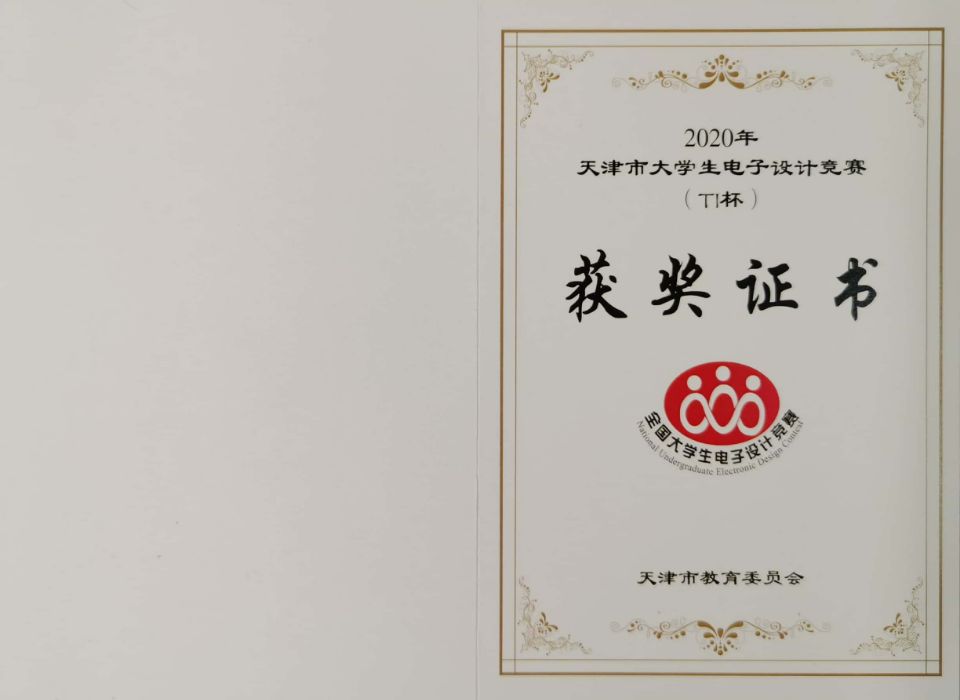 2020年
天津市大学生电子设计竞赛
（TI杯）
获奖证书
全国大学生电子设计竞赛
National Undergraduate Electronic Design Contest
天津市教育委员会